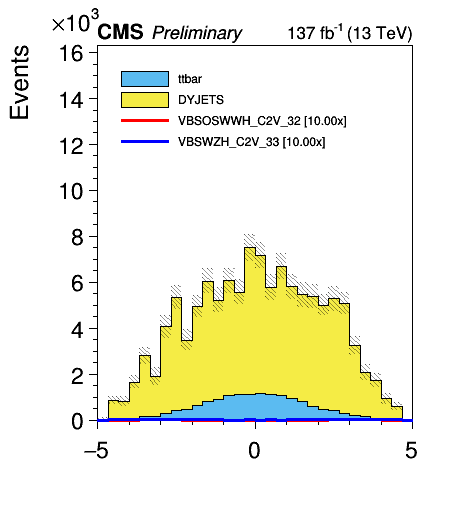 ×10³ CMS Preliminary 137 fb⁻¹ (13 TeV)
Events
16
14
12
10
8
6
4
2
0
ttbar
DYJETS
VBSOSWWH_C2V_32 [10.00x]
VBSWZH_C2V_33 [10.00x]
−5 0 5